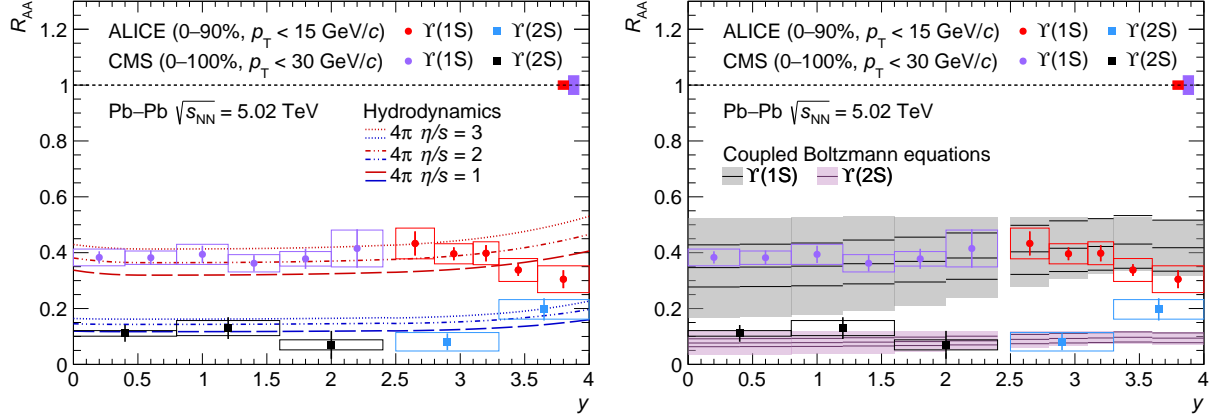 R_AA
ALICE (0–90%, p_T < 15 GeV/c) ϒ(1S) ϒ(2S)
CMS (0–100%, p_T < 30 GeV/c) ϒ(1S) ϒ(2S)
Pb–Pb √s_NN = 5.02 TeV
Hydrodynamics
4π η/s = 3
4π η/s = 2
4π η/s = 1
1.2
1
0.8
0.6
0.4
0.2
0
0 0.5 1 1.5 2 2.5 3 3.5 4
y
R_AA
ALICE (0–90%, p_T < 15 GeV/c) ϒ(1S) ϒ(2S)
CMS (0–100%, p_T < 30 GeV/c) ϒ(1S) ϒ(2S)
Pb–Pb √s_NN = 5.02 TeV
Coupled Boltzmann equations
ϒ(1S) ϒ(2S)
1.2
1
0.8
0.6
0.4
0.2
0
0 0.5 1 1.5 2 2.5 3 3.5 4
y